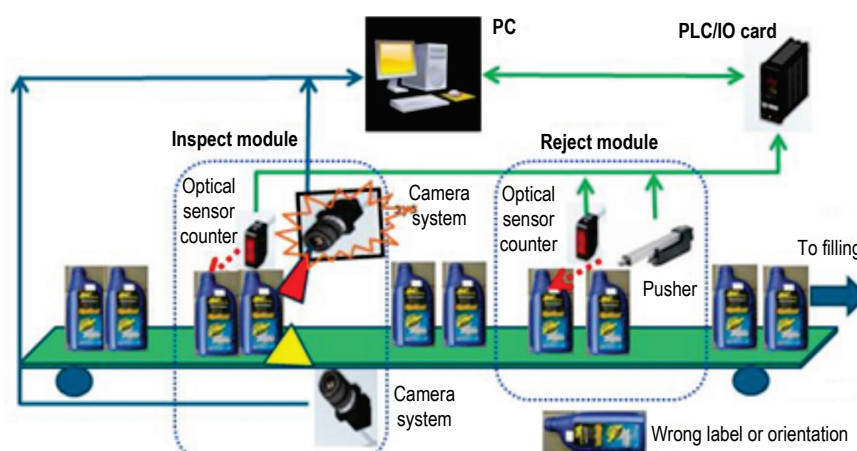 PC
PLC/IO card
Inspect module
Reject module
Optical
sensor
counter
Camera
system
Optical
sensor
counter
Pusher
To filling
Camera
system
Wrong label or orientation